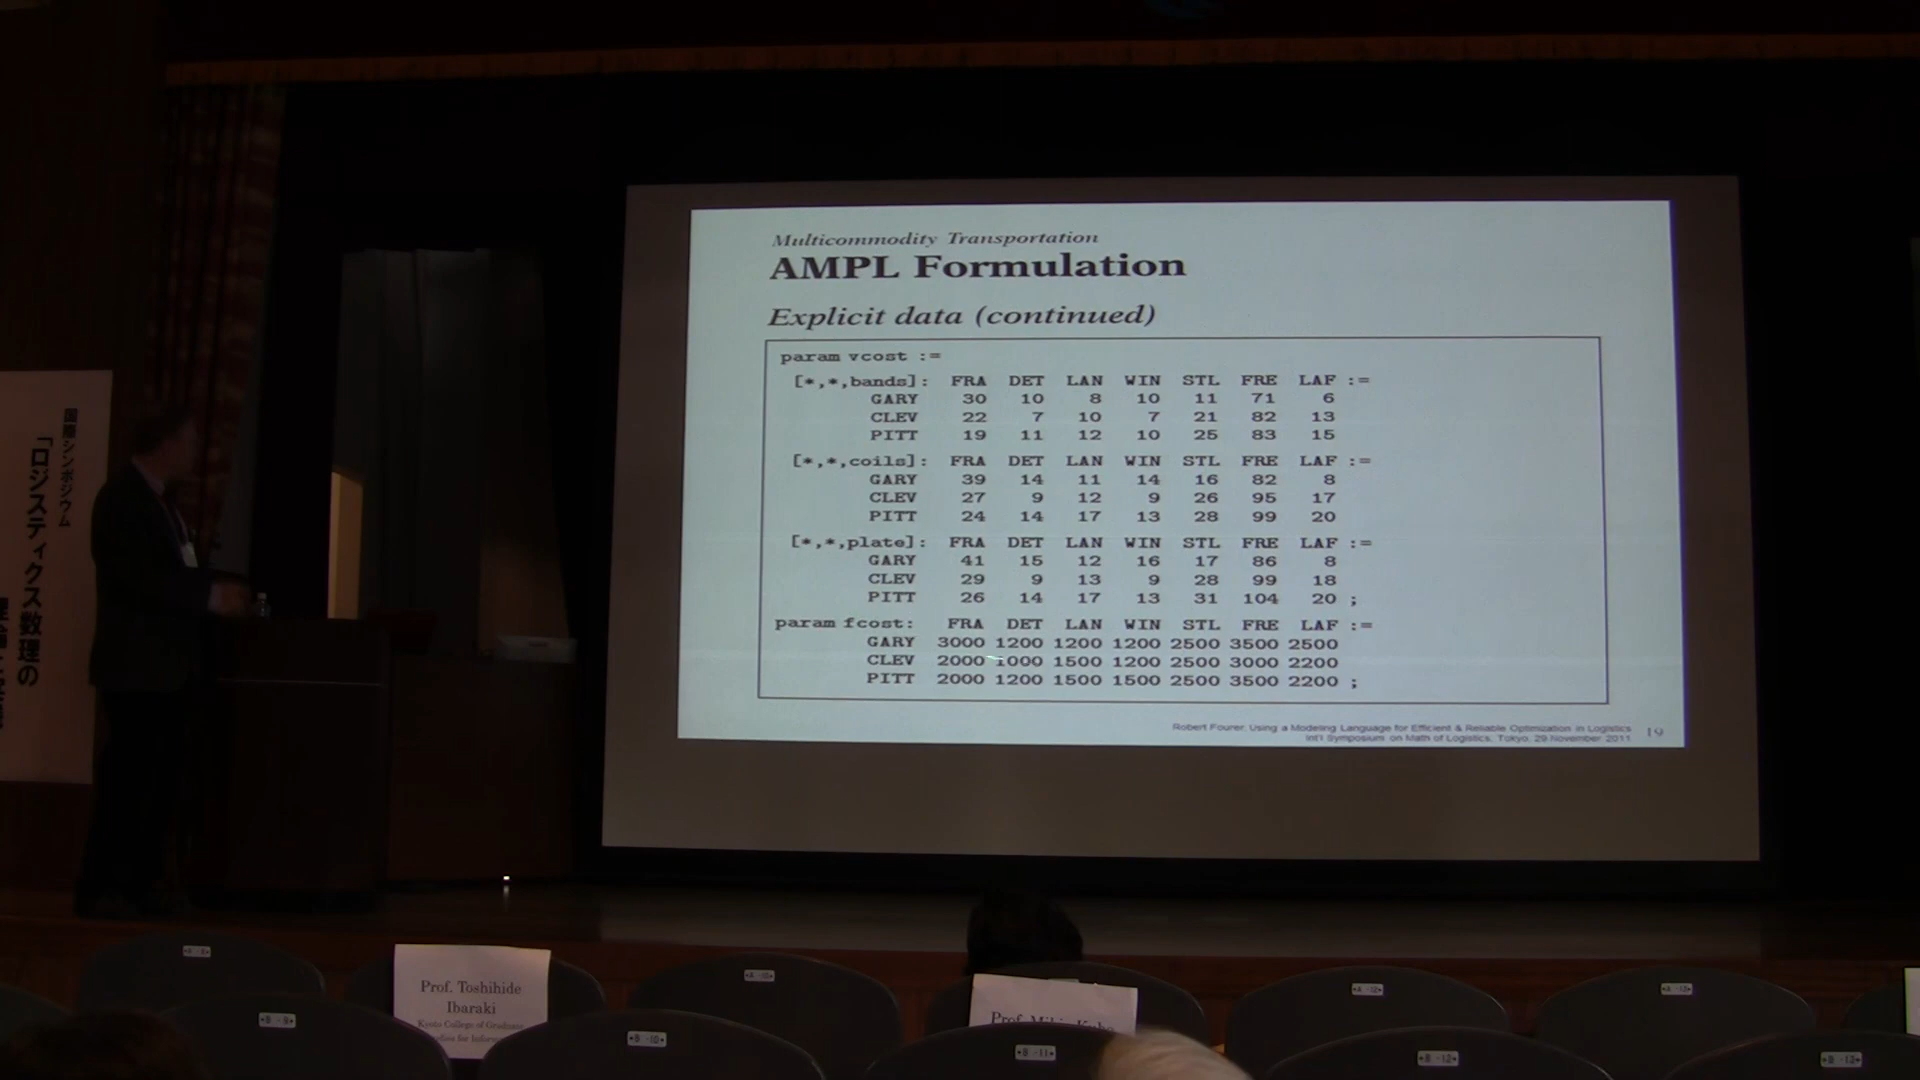 Multicommodity Transportation
AMPL Formulation
Explicit data (continued)
param vcost :=
[*,*,bands]: FRA DET LAN WIN STL FRE LAF :=
GARY 30 10 8 10 11 71 6
CLEV 22 7 10 7 21 82 13
PITT 19 11 12 10 25 83 15
[*,*,coils]: FRA DET LAN WIN STL FRE LAF :=
GARY 39 14 11 14 16 82 8
CLEV 27 9 12 9 26 95 17
PITT 24 14 17 13 28 99 20
[*,*,plate]: FRA DET LAN WIN STL FRE LAF :=
GARY 41 15 12 16 17 86 8
CLEV 29 9 13 9 28 99 18
PITT 26 14 17 13 31 104 20 ;
param fcost: FRA DET LAN WIN STL FRE LAF :=
GARY 3000 1200 1200 1200 2500 3500 2500
CLEV 2000 1000 1500 1200 2500 3000 2200
PITT 2000 1200 1500 1500 2500 3500 2200 ;
Robert Fourer, Using a Modeling Language for Efficient & Reliable Optimization in Logistics
Int'l Symposium on Math of Logistics, Tokyo, 29 November 2011
19
国際シンポジウム
「ロジスティクス数理の
Prof. Toshihide
Ibaraki
Kyoto College of Graduate
Prof.
B -10
B -11
B -12